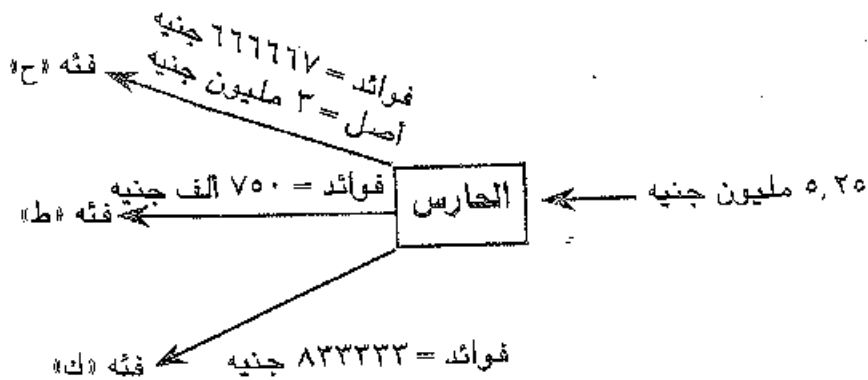 فوائد = ٦٦٦٦٦٧ جنيه
أصل = ٣ مليون جنيه
فئه «ح»
٥,٢٥ مليون جنيه
الحارس
فوائد = ٧٥٠ ألف جنيه
فئه «ط»
فوائد = ٨٣٣٣٣٣ جنيه
فئه «ك»